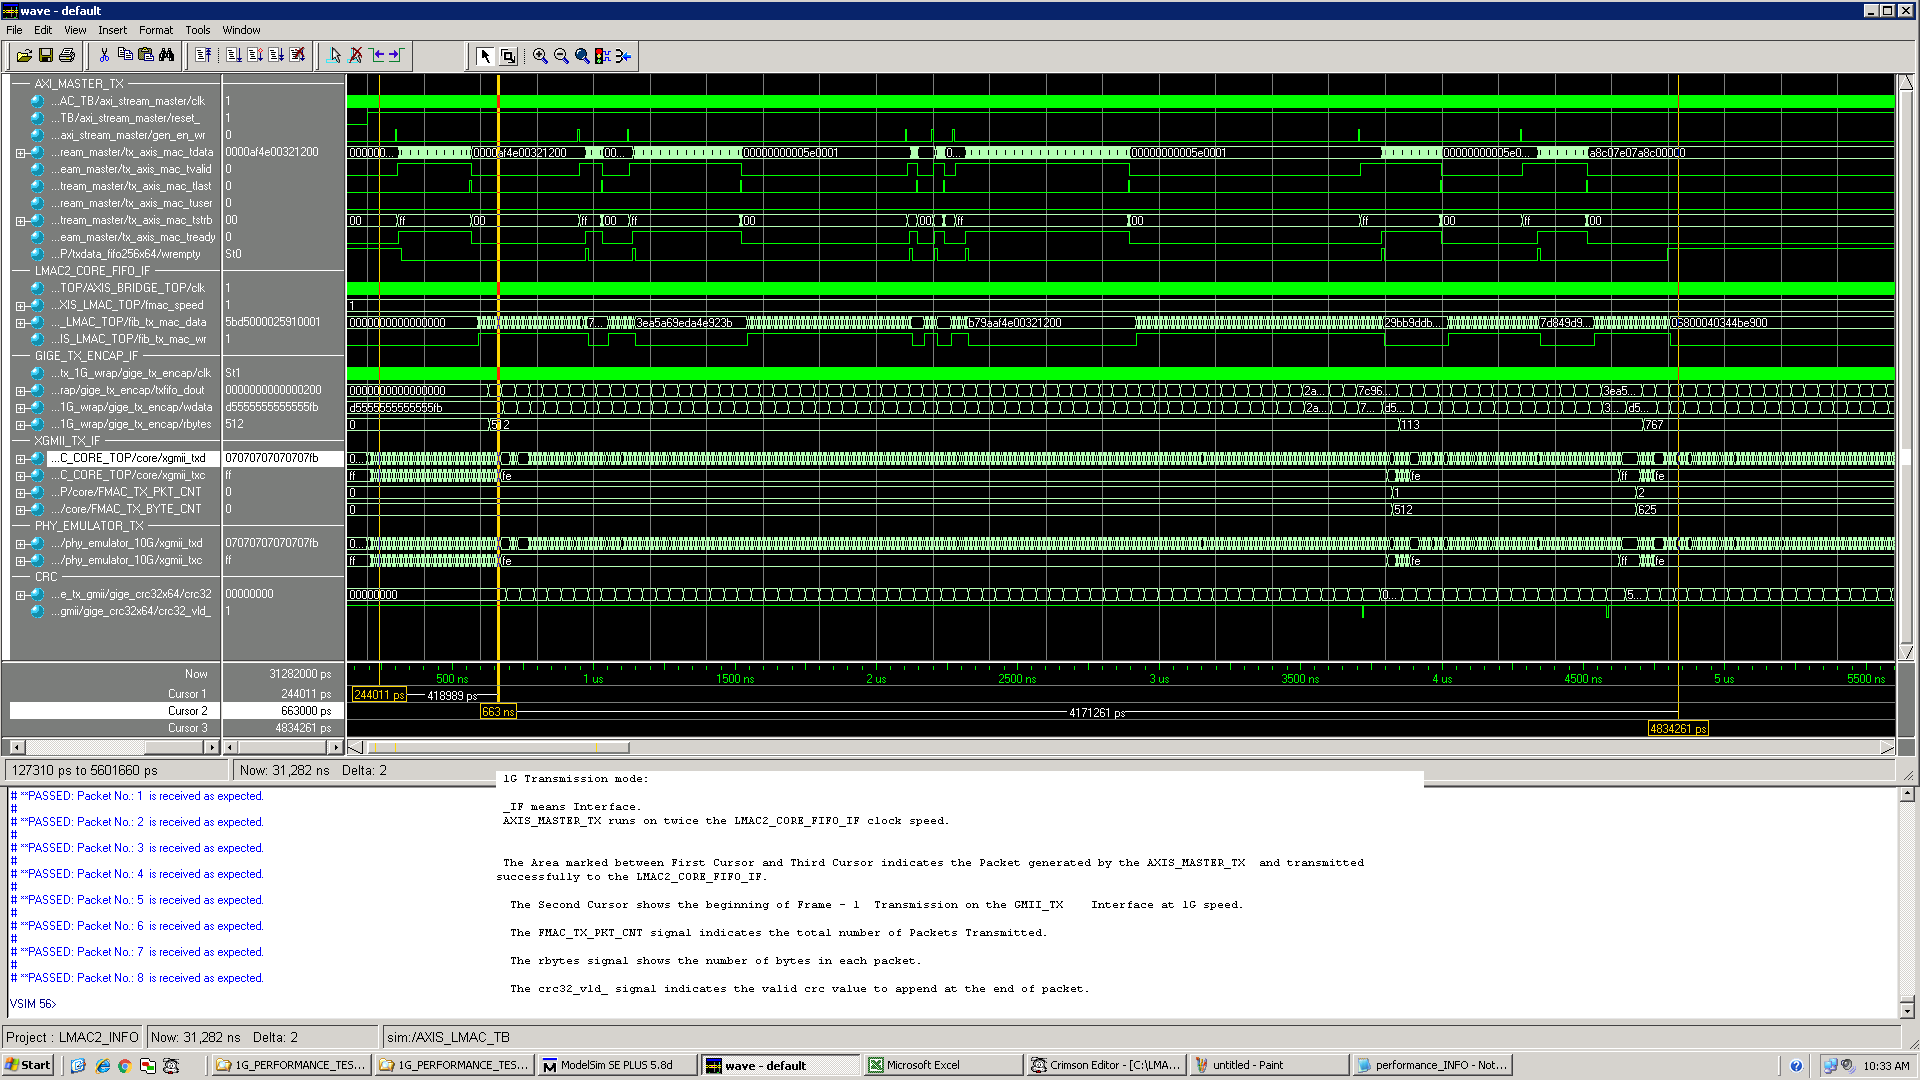 wave - default
File Edit View Insert Format Tools Window
AXI_MASTER_TX
...AC_TB/axi_stream_master/clk 1
...TB/axi_stream_master/reset_ 1
...axi_stream_master/gen_en_wr 0
...ream_master/tx_axis_mac_tdata 0000af4e00321200 000000... 0000af4e00321200 00... 00000000005e0001 0... 00000000005e0001 00000000005e0... a8c07e07a8c00000
...eam_master/tx_axis_mac_tvalid 0
...tream_master/tx_axis_mac_tlast 0
...ream_master/tx_axis_mac_tuser 0
...tream_master/tx_axis_mac_tstrb 00 00 ff 00 ff 00 ff 00 00 ff 00 ff 00 ff 00
...eam_master/tx_axis_mac_tready 0
...P/txdata_fifo256x64/wrempty St0
LMAC2_CORE_FIFO_IF
...TOP/AXIS_BRIDGE_TOP/clk 1
...XIS_LMAC_TOP/fmac_speed 1 1
..._LMAC_TOP/fib_tx_mac_data 5bd5000025910001 0000000000000000 7... 3ea5a69eda4e923b b79aaf4e00321200 29bb9ddb... 7d849d9... 06800040344be900
...IS_LMAC_TOP/fib_tx_mac_wr 1
GIGE_TX_ENCAP_IF
...tx_1G_wrap/gige_tx_encap/clk St1
...rap/gige_tx_encap/txfifo_dout 0000000000000200 0000000000000000 2a... 7c96... 3ea5...
...1G_wrap/gige_tx_encap/wdata d5555555555555fb d5555555555555fb 2a... 7... d5... 3... d5...
...1G_wrap/gige_tx_encap/rbytes 512 0 512 113 767
XGMII_TX_IF
...C_CORE_TOP/core/xgmii_txd 07070707070707fb 0...
...C_CORE_TOP/core/xgmii_txc ff ff fe fe ff fe
...P/core/FMAC_TX_PKT_CNT 0 0 1 2
.../core/FMAC_TX_BYTE_CNT 0 0 512 625
PHY_EMULATOR_TX
.../phy_emulator_10G/xgmii_txd 07070707070707fb 0...
.../phy_emulator_10G/xgmii_txc ff ff fe fe ff fe
CRC
...e_tx_gmii/gige_crc32x64/crc32 00000000 00000000 0... 5...
...gmii/gige_crc32x64/crc32_vld_ 1
Now 31282000 ps 500 ns 1 us 1500 ns 2 us 2500 ns 3 us 3500 ns 4 us 4500 ns 5 us 5500 ns
Cursor 1 244011 ps 244011 ps 418989 ps
Cursor 2 663000 ps 663 ns 4171261 ps
Cursor 3 4834261 ps 4834261 ps
127310 ps to 5601660 ps Now: 31,282 ns Delta: 2
# **PASSED: Packet No.: 1 is received as expected.
#
# **PASSED: Packet No.: 2 is received as expected.
#
# **PASSED: Packet No.: 3 is received as expected.
#
# **PASSED: Packet No.: 4 is received as expected.
#
# **PASSED: Packet No.: 5 is received as expected.
#
# **PASSED: Packet No.: 6 is received as expected.
#
# **PASSED: Packet No.: 7 is received as expected.
#
# **PASSED: Packet No.: 8 is received as expected.
VSIM 56>
1G Transmission mode:
_IF means Interface.
AXIS_MASTER_TX runs on twice the LMAC2_CORE_FIFO_IF clock speed.
The Area marked between First Cursor and Third Cursor indicates the Packet generated by the AXIS_MASTER_TX and transmitted
successfully to the LMAC2_CORE_FIFO_IF.
The Second Cursor shows the beginning of Frame - 1 Transmission on the GMII_TX Interface at 1G speed.
The FMAC_TX_PKT_CNT signal indicates the total number of Packets Transmitted.
The rbytes signal shows the number of bytes in each packet.
The crc32_vld_ signal indicates the valid crc value to append at the end of packet.
Project : LMAC2_INFO Now: 31,282 ns Delta: 2 sim:/AXIS_LMAC_TB
Start 1G_PERFORMANCE_TES... 1G_PERFORMANCE_TES... ModelSim SE PLUS 5.8d wave - default Microsoft Excel Crimson Editor - [C:\LMA... untitled - Paint performance_INFO - Not... 10:33 AM